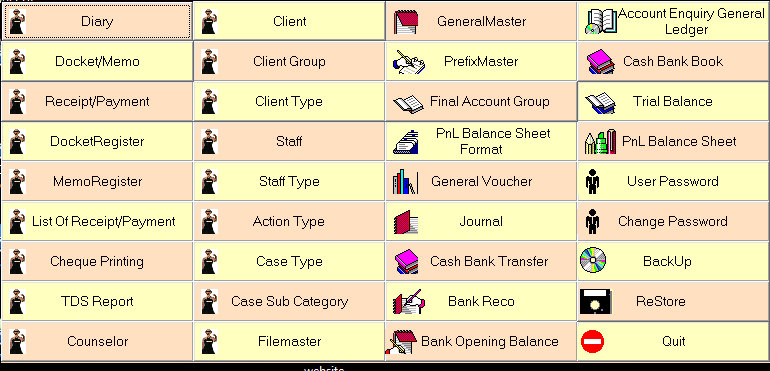 Diary
Client
GeneralMaster
Account Enquiry General
Ledger
Docket/Memo
Client Group
PrefixMaster
Cash Bank Book
Receipt/Payment
Client Type
Final Account Group
Trial Balance
DocketRegister
Staff
PnL Balance Sheet
Format
PnL Balance Sheet
MemoRegister
Staff Type
General Voucher
User Password
List Of Receipt/Payment
Action Type
Journal
Change Password
Cheque Printing
Case Type
Cash Bank Transfer
BackUp
TDS Report
Case Sub Category
Bank Reco
ReStore
Counselor
Filemaster
Bank Opening Balance
Quit
website